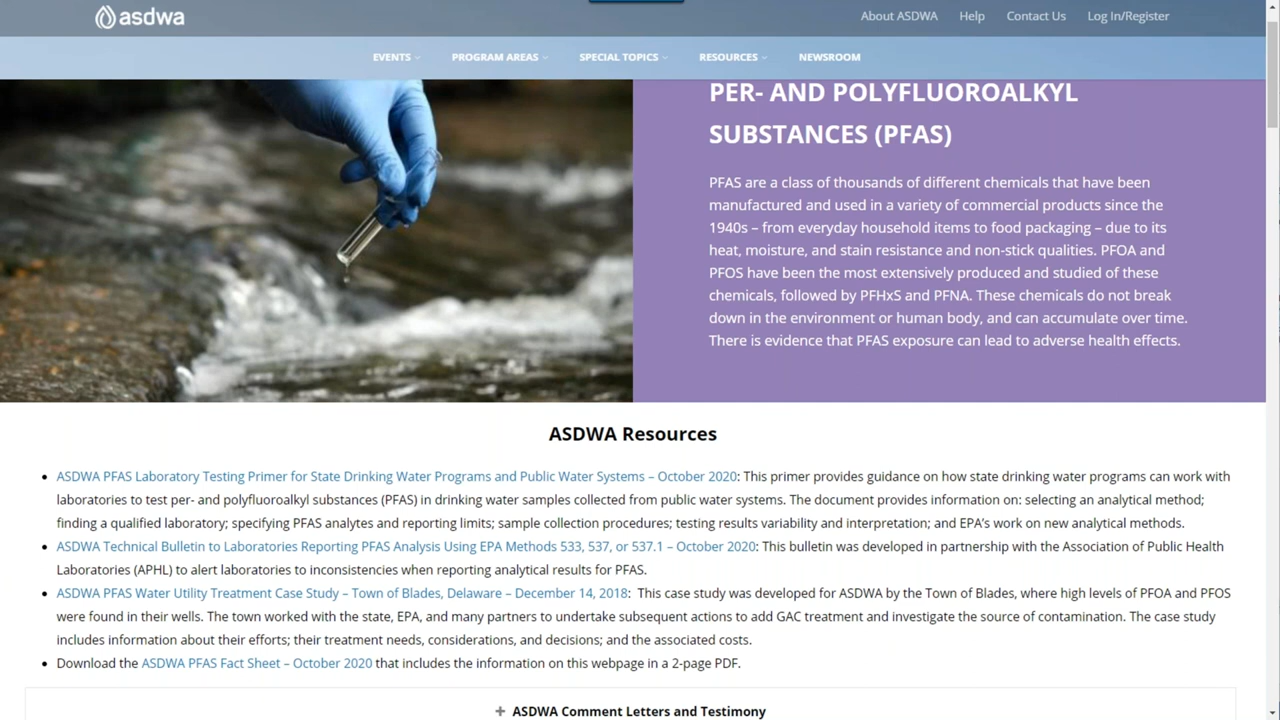 asdwa
About ASDWA Help Contact Us Log In/Register
EVENTS PROGRAM AREAS SPECIAL TOPICS RESOURCES NEWSROOM
PER- AND POLYFLUOROALKYL
SUBSTANCES (PFAS)
PFAS are a class of thousands of different chemicals that have been
manufactured and used in a variety of commercial products since the
1940s – from everyday household items to food packaging – due to its
heat, moisture, and stain resistance and non-stick qualities. PFOA and
PFOS have been the most extensively produced and studied of these
chemicals, followed by PFHxS and PFNA. These chemicals do not break
down in the environment or human body, and can accumulate over time.
There is evidence that PFAS exposure can lead to adverse health effects.
ASDWA Resources
• ASDWA PFAS Laboratory Testing Primer for State Drinking Water Programs and Public Water Systems – October 2020: This primer provides guidance on how state drinking water programs can work with
laboratories to test per- and polyfluoroalkyl substances (PFAS) in drinking water samples collected from public water systems. The document provides information on: selecting an analytical method;
finding a qualified laboratory; specifying PFAS analytes and reporting limits; sample collection procedures; testing results variability and interpretation; and EPA's work on new analytical methods.
• ASDWA Technical Bulletin to Laboratories Reporting PFAS Analysis Using EPA Methods 533, 537, or 537.1 – October 2020: This bulletin was developed in partnership with the Association of Public Health
Laboratories (APHL) to alert laboratories to inconsistencies when reporting analytical results for PFAS.
• ASDWA PFAS Water Utility Treatment Case Study – Town of Blades, Delaware – December 14, 2018: This case study was developed for ASDWA by the Town of Blades, where high levels of PFOA and PFOS
were found in their wells. The town worked with the state, EPA, and many partners to undertake subsequent actions to add GAC treatment and investigate the source of contamination. The case study
includes information about their efforts; their treatment needs, considerations, and decisions; and the associated costs.
• Download the ASDWA PFAS Fact Sheet – October 2020 that includes the information on this webpage in a 2-page PDF.
+ ASDWA Comment Letters and Testimony